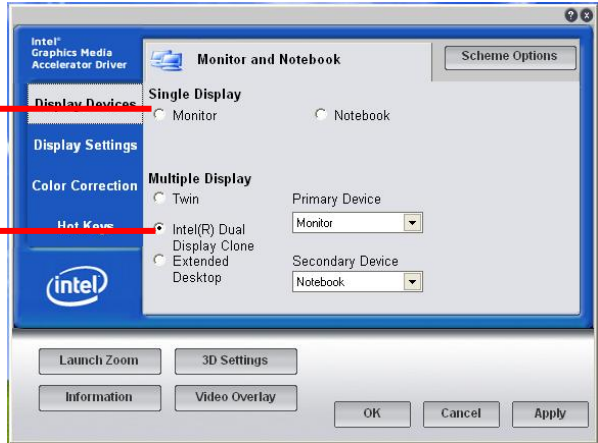 Intel®
Graphics Media
Accelerator Driver
Monitor and Notebook
Scheme Options
Display Devices
Display Settings
Color Correction
Hot Keys
intel
Single Display
Monitor
Notebook
Multiple Display
Twin
Intel(R) Dual
Display Clone
Extended
Desktop
Primary Device
Monitor
Secondary Device
Notebook
Launch Zoom
3D Settings
Information
Video Overlay
OK
Cancel
Apply